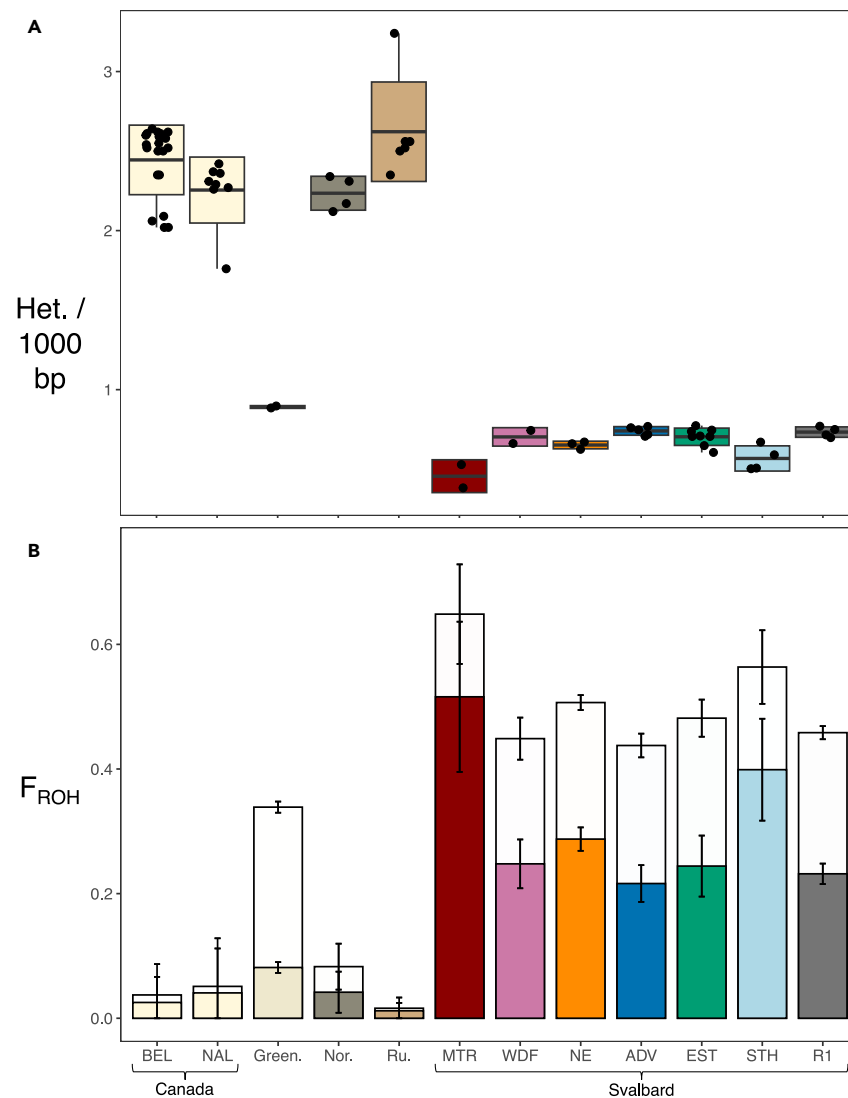 A
3
2
1
Het. /
1000
bp
B
0.6
0.4
0.2
0.0
FROH
BEL NAL Green. Nor. Ru. MTR WDF NE ADV EST STH R1
Canada Svalbard